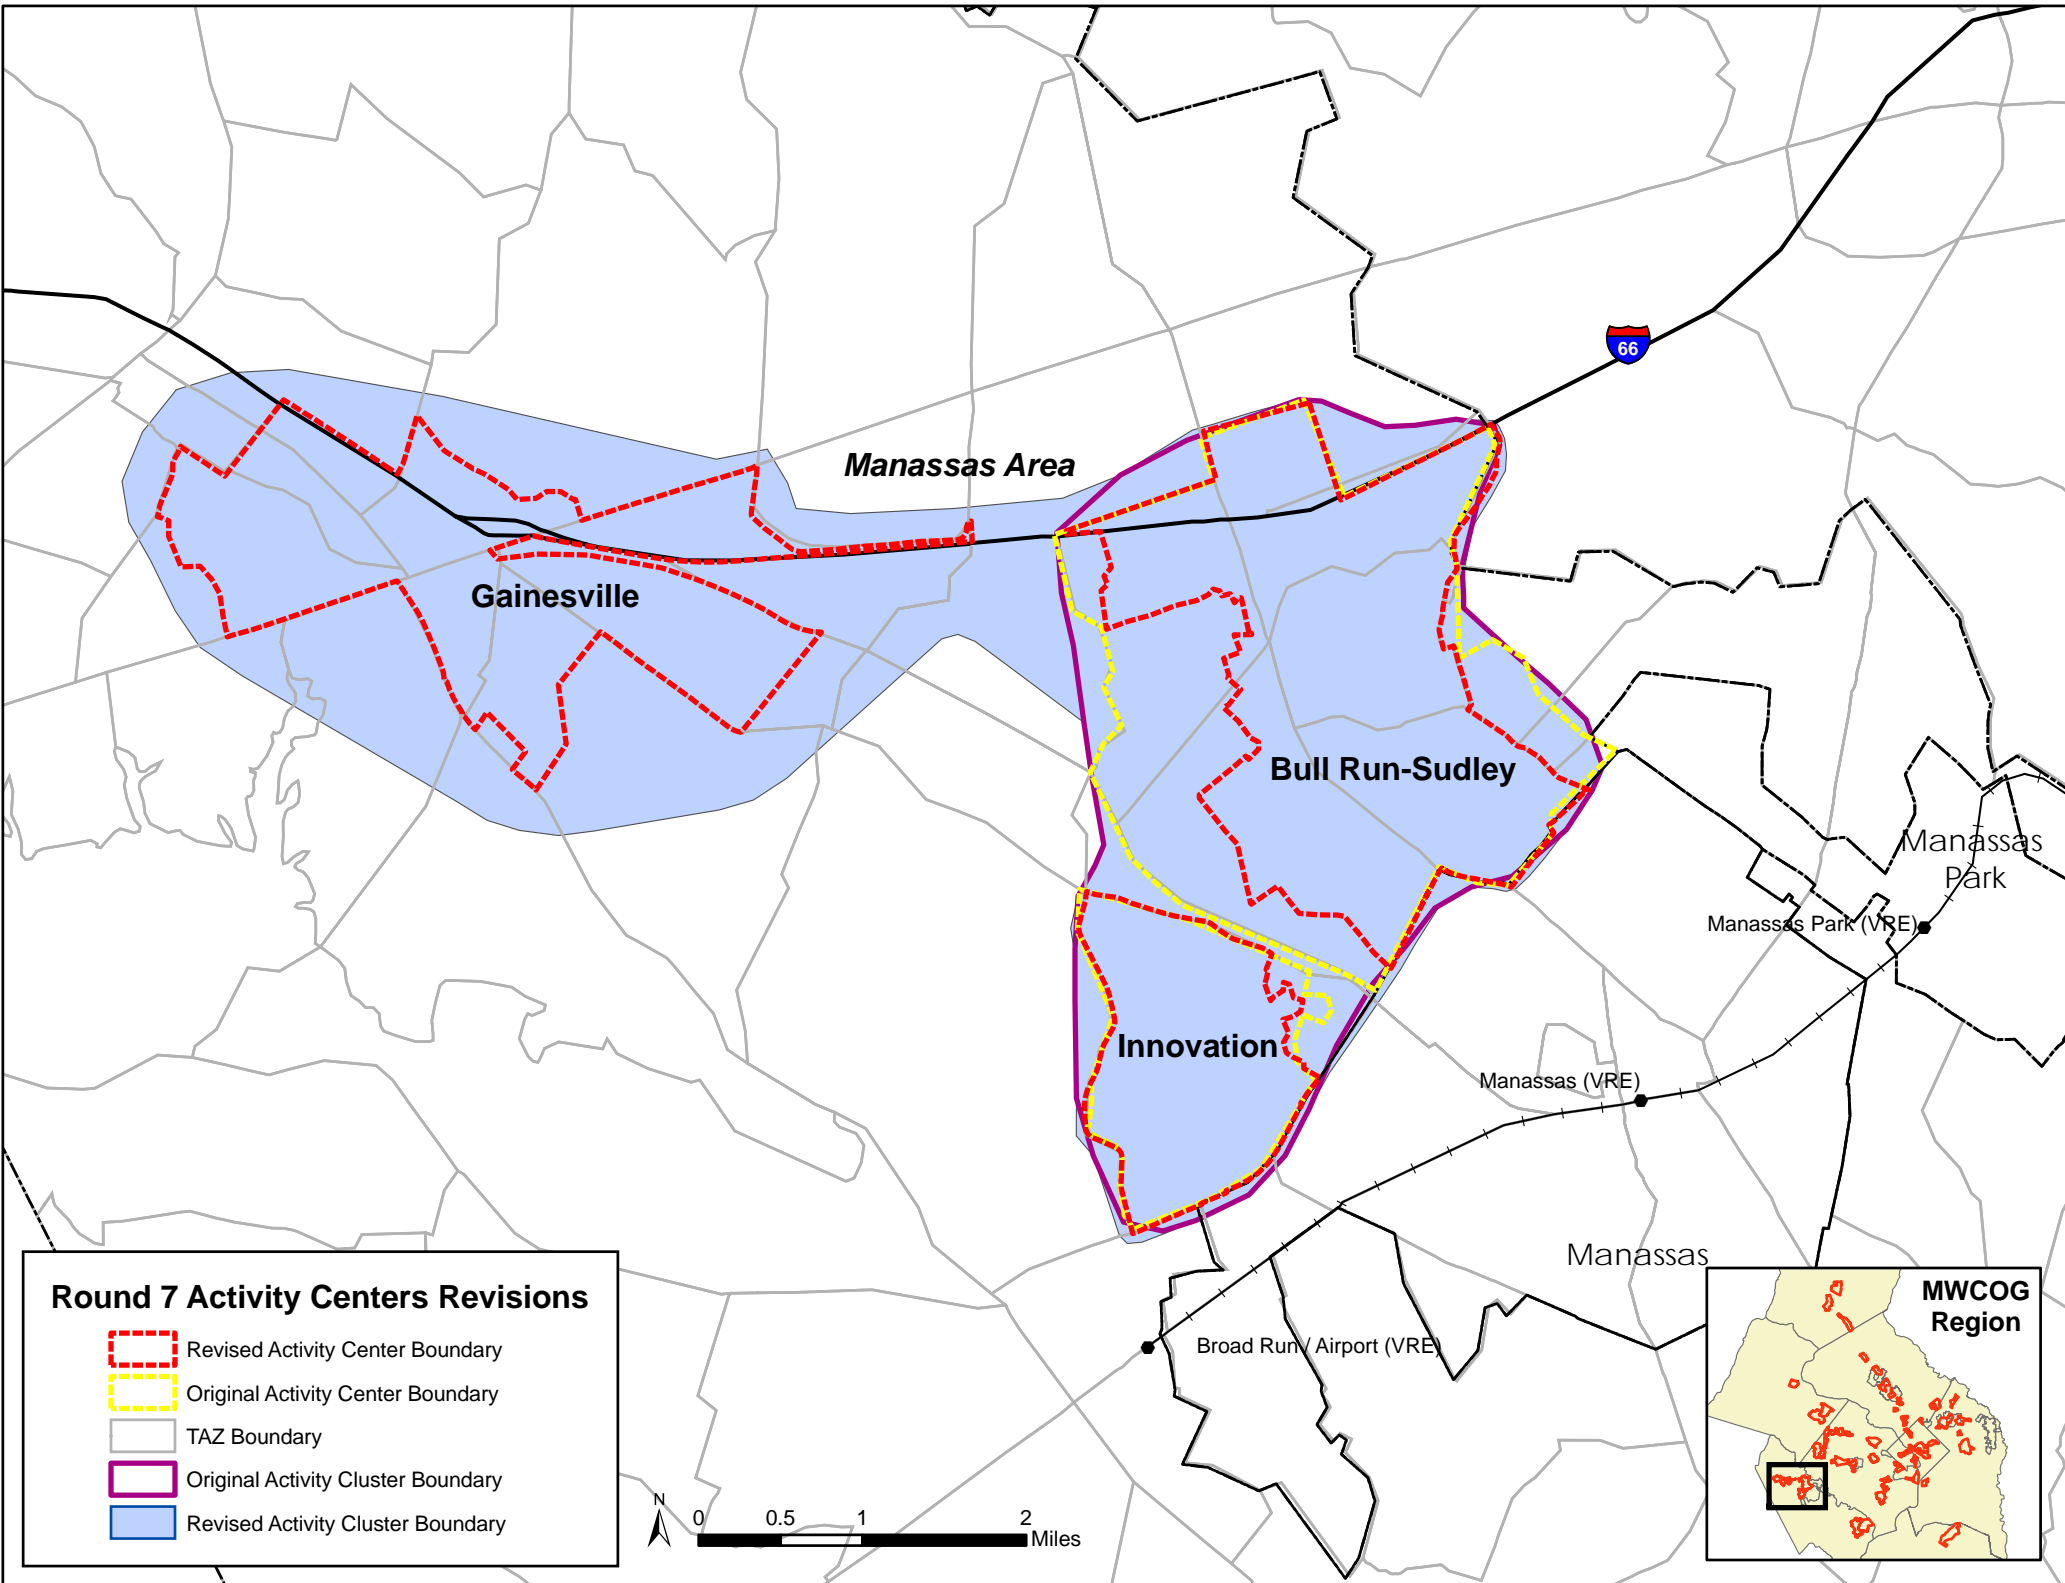 66
Manassas Area
Gainesville
Bull Run-Sudley
Manassas
Park
Manassas Park (VRE)
Innovation
Manassas (VRE)
Manassas
Broad Run / Airport (VRE)
Round 7 Activity Centers Revisions
Revised Activity Center Boundary
Original Activity Center Boundary
TAZ Boundary
Original Activity Cluster Boundary
Revised Activity Cluster Boundary
N
0 0.5 1 2
Miles
MWCOG
Region